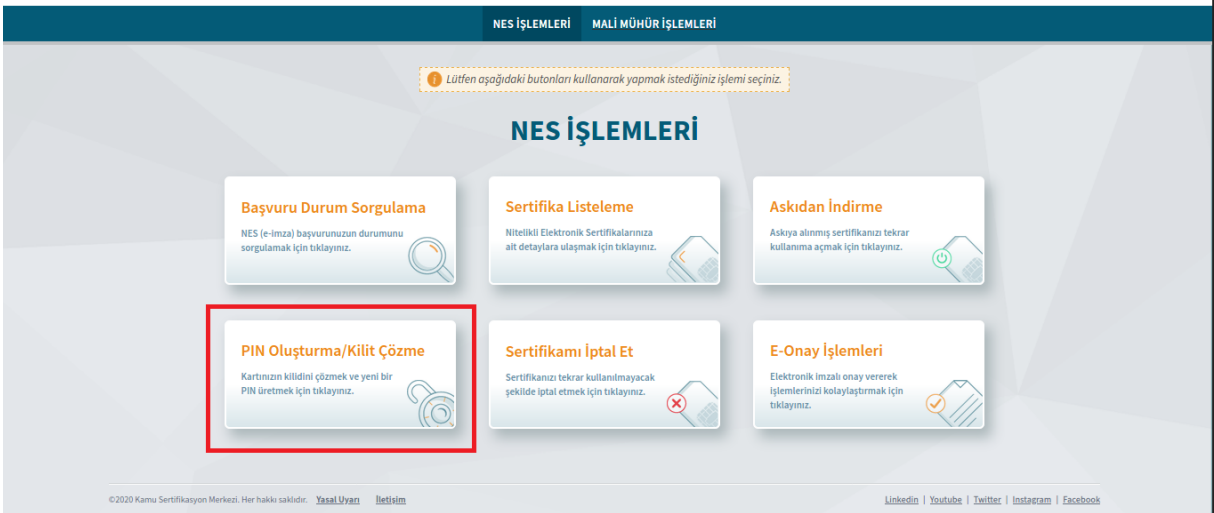 NES İŞLEMLERİ MALİ MÜHÜR İŞLEMLERİ
i Lütfen aşağıdaki butonları kullanarak yapmak istediğiniz işlemi seçiniz.
NES İŞLEMLERİ
Başvuru Durum Sorgulama
NES (e-imza) başvurunuzun durumunu
sorgulamak için tıklayınız.
Sertifika Listeleme
Nitelikli Elektronik Sertifikalarınıza
ait detaylara ulaşmak için tıklayınız.
Askıdan İndirme
Askıya alınmış sertifikanızı tekrar
kullanıma açmak için tıklayınız.
PIN Oluşturma/Kilit Çözme
Kartınızın kilidini çözmek ve yeni bir
PIN üretmek için tıklayınız.
Sertifikamı İptal Et
Sertifikanızı tekrar kullanılmayacak
şekilde iptal etmek için tıklayınız.
E-Onay İşlemleri
Elektronik imzalı onay vererek
işlemlerinizi kolaylaştırmak için
tıklayınız.
©2020 Kamu Sertifikasyon Merkezi. Her hakkı saklıdır. Yasal Uyarı İletişim
Linkedin | Youtube | Twitter | Instagram | Facebook